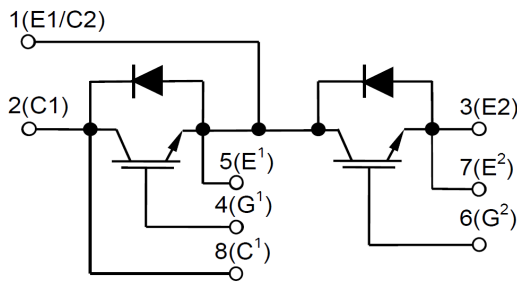 1(E1/C2)
2(C1)
3(E2)
5(E¹)
7(E²)
4(G¹)
6(G²)
8(C¹)